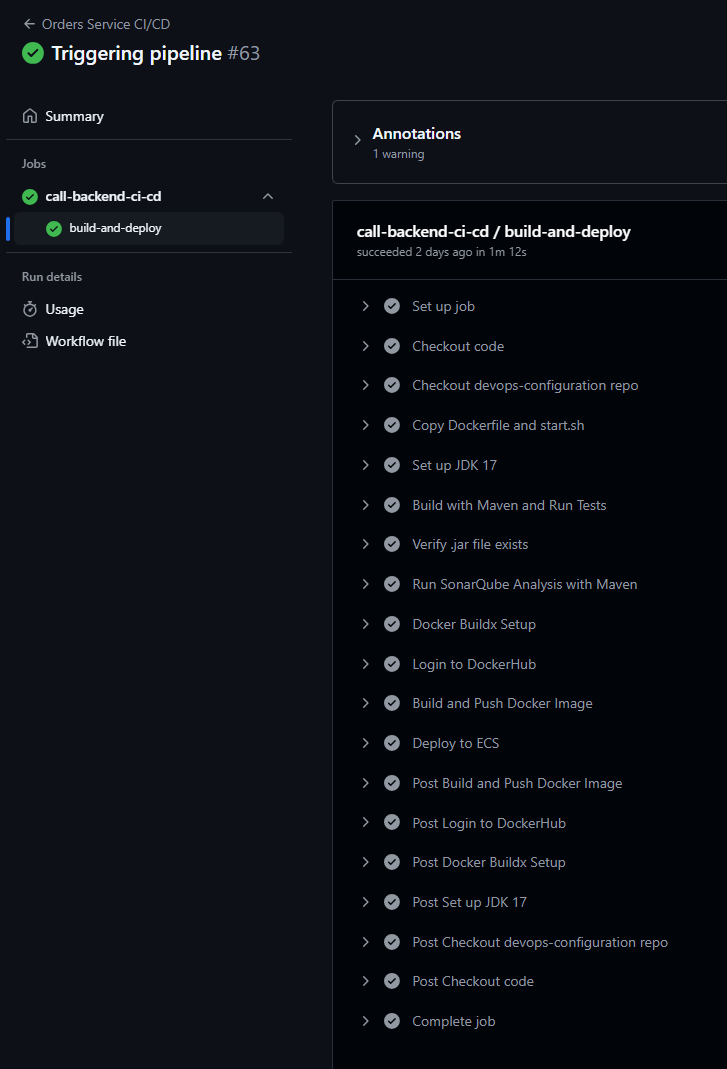 Orders Service CI/CD
Triggering pipeline #63
Summary
Jobs
call-backend-ci-cd
build-and-deploy
Run details
Usage
Workflow file
Annotations
1 warning
call-backend-ci-cd / build-and-deploy
succeeded 2 days ago in 1m 12s
Set up job
Checkout code
Checkout devops-configuration repo
Copy Dockerfile and start.sh
Set up JDK 17
Build with Maven and Run Tests
Verify .jar file exists
Run SonarQube Analysis with Maven
Docker Buildx Setup
Login to DockerHub
Build and Push Docker Image
Deploy to ECS
Post Build and Push Docker Image
Post Login to DockerHub
Post Docker Buildx Setup
Post Set up JDK 17
Post Checkout devops-configuration repo
Post Checkout code
Complete job